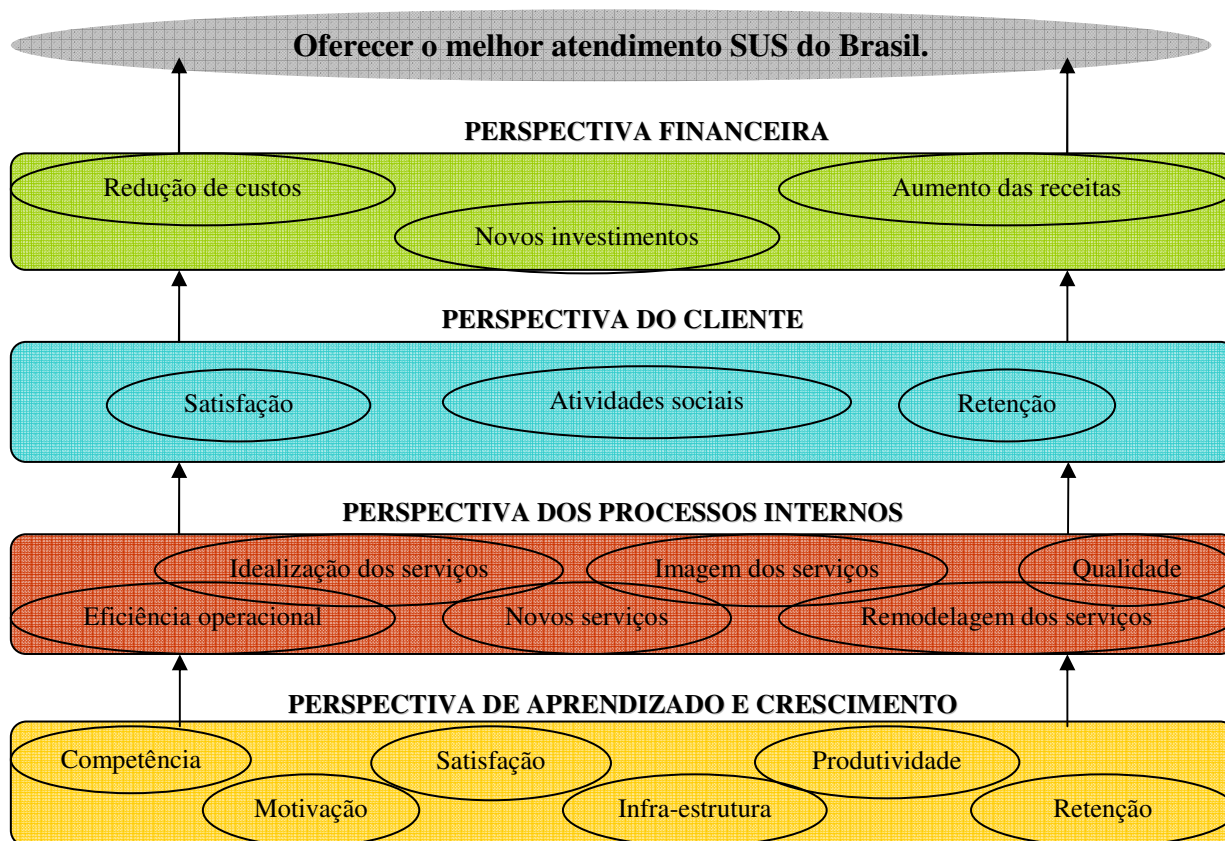 Oferecer o melhor atendimento SUS do Brasil.
PERSPECTIVA FINANCEIRA
Redução de custos
Aumento das receitas
Novos investimentos
PERSPECTIVA DO CLIENTE
Satisfação
Atividades sociais
Retenção
PERSPECTIVA DOS PROCESSOS INTERNOS
Idealização dos serviços
Imagem dos serviços
Qualidade
Eficiência operacional
Novos serviços
Remodelagem dos serviços
PERSPECTIVA DE APRENDIZADO E CRESCIMENTO
Competência
Satisfação
Produtividade
Motivação
Infra-estrutura
Retenção